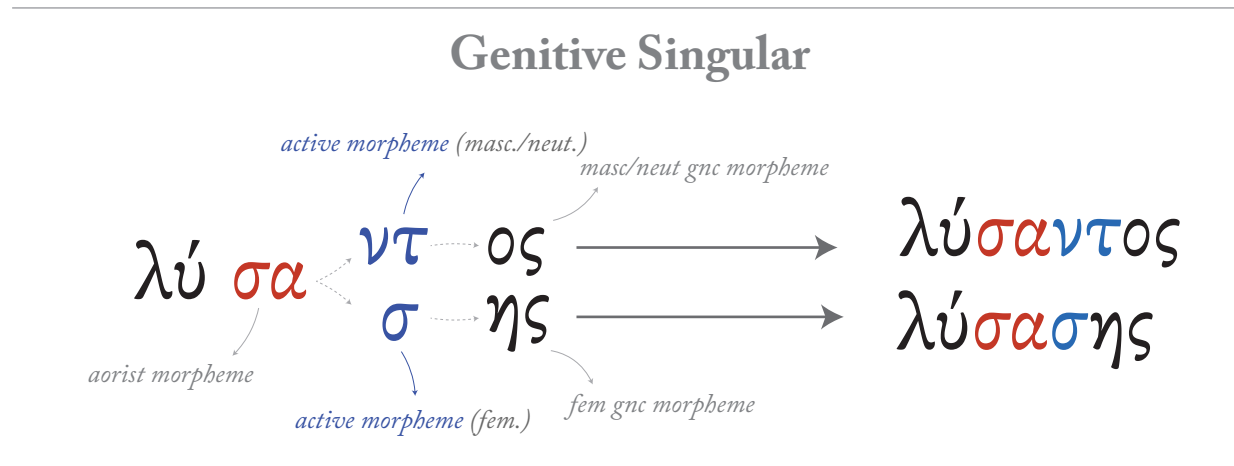 Genitive Singular
active morpheme (masc./neut.)
masc/neut gnc morpheme
λύ σα ντ ος λύσαντος
σ ης λύσασης
aorist morpheme
active morpheme (fem.)
fem gnc morpheme